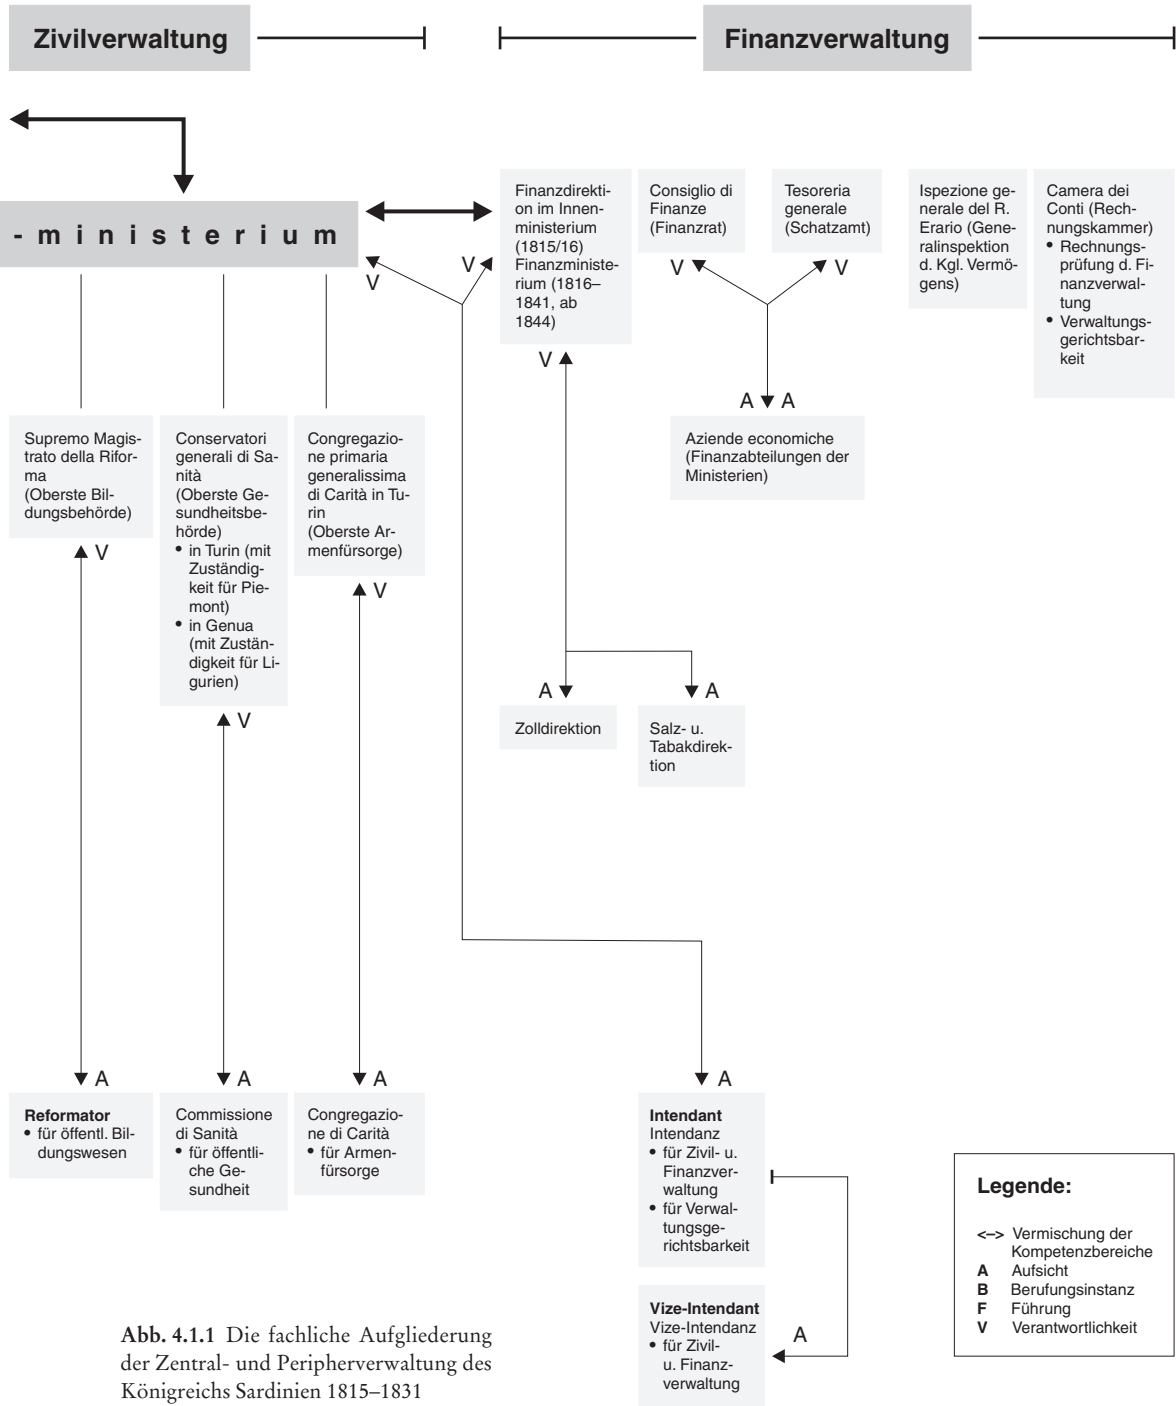 Zivilverwaltung
Finanzverwaltung
- m i n i s t e r i u m
V
V
Finanzdirekti-
on im Innen-
ministerium
(1815/16)
Finanzministe-
rium (1816–
1841, ab
1844)
Consiglio di
Finanze
(Finanzrat)
Tesoreria
generale
(Schatzamt)
Ispezione ge-
nerale del R.
Erario (Gene-
ralinspektion
d. Kgl. Vermö-
gens)
Camera dei
Conti (Rech-
nungskammer)
• Rechnungs-
prüfung d. Fi-
nanzverwal-
tung
• Verwaltungs-
gerichtsbar-
keit
V
V
V
A A
Aziende economiche
(Finanzabteilungen der
Ministerien)
Supremo Magis-
trato della Rifor-
ma
(Oberste Bil-
dungsbehörde)
Conservatori
generali di Sa-
nità
(Oberste Ge-
sundheitsbe-
hörde)
• in Turin (mit
Zuständig-
keit für Pie-
mont)
• in Genua
(mit Zustän-
digkeit für Li-
gurien)
Congregazio-
ne primaria
generalissima
di Carità in Tu-
rin
(Oberste Ar-
menfürsorge)
V
V
V
A
A
Zolldirektion
Salz- u.
Tabakdirek-
tion
A
A
A
A
Reformator
• für öffentl. Bil-
dungswesen
Commissione
di Sanità
• für öffentli-
che Ge-
sundheit
Congregazio-
ne di Carità
• für Armen-
fürsorge
Intendant
Intendanz
• für Zivil- u.
Finanzver-
waltung
• für Verwal-
tungsge-
richtsbarkeit
Vize-Intendant
Vize-Intendanz
• für Zivil-
u. Finanz-
verwaltung
A
Legende:
<–> Vermischung der
Kompetenzbereiche
A Aufsicht
B Berufungsinstanz
F Führung
V Verantwortlichkeit
Abb. 4.1.1 Die fachliche Aufgliederung
der Zentral- und Peripherverwaltung des
Königreichs Sardinien 1815–1831